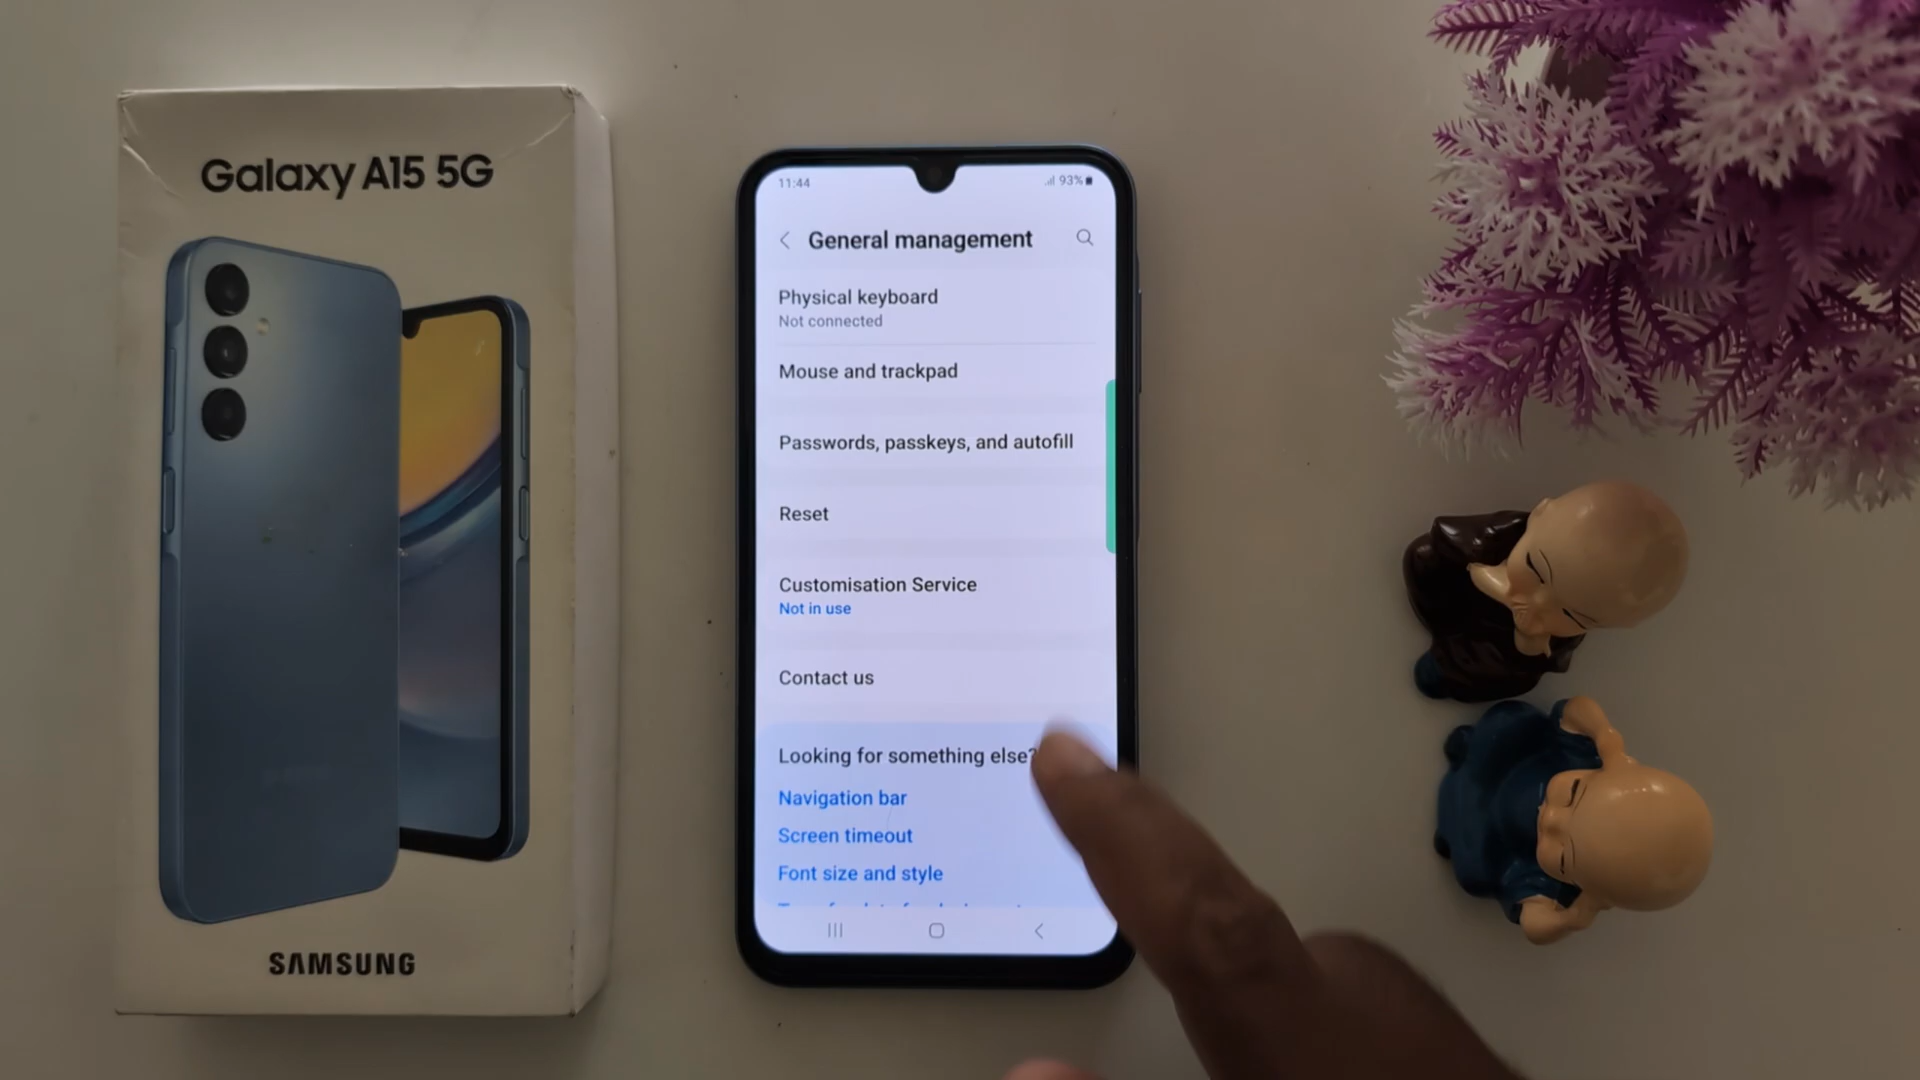 Galaxy A15 5G
SAMSUNG
11:44
93%
General management
Physical keyboard
Not connected
Mouse and trackpad
Passwords, passkeys, and autofill
Reset
Customisation Service
Not in use
Contact us
Looking for something else?
Navigation bar
Screen timeout
Font size and style